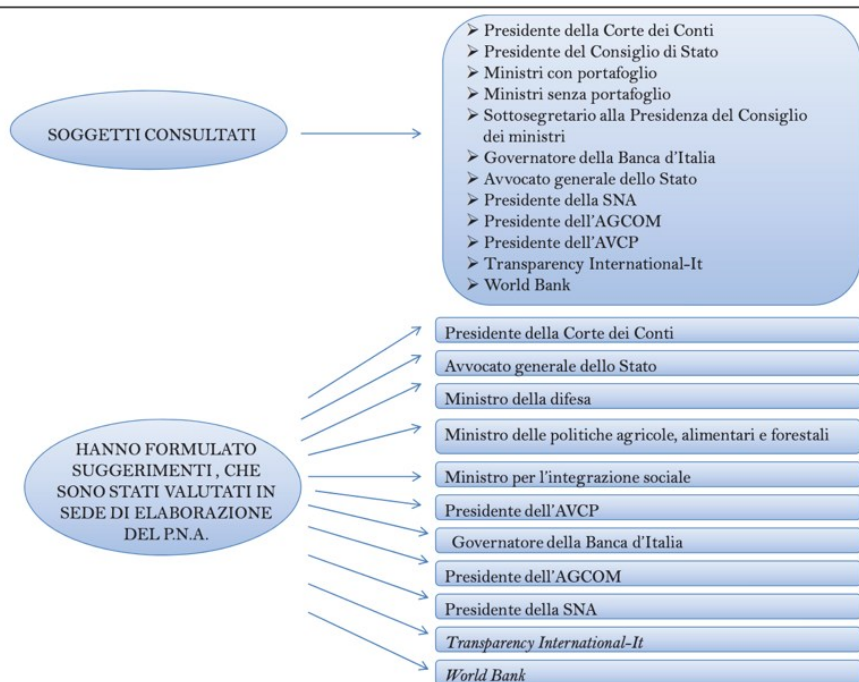 SOGGETTI CONSULTATI
➤ Presidente della Corte dei Conti
➤ Presidente del Consiglio di Stato
➤ Ministri con portafoglio
➤ Ministri senza portafoglio
➤ Sottosegretario alla Presidenza del Consiglio
dei ministri
➤ Governatore della Banca d'Italia
➤ Avvocato generale dello Stato
➤ Presidente della SNA
➤ Presidente dell'AGCOM
➤ Presidente dell'AVCP
➤ Transparency International-It
➤ World Bank
HANNO FORMULATO
SUGGERIMENTI , CHE
SONO STATI VALUTATI IN
SEDE DI ELABORAZIONE
DEL P.N.A.
Presidente della Corte dei Conti
Avvocato generale dello Stato
Ministro della difesa
Ministro delle politiche agricole, alimentari e forestali
Ministro per l'integrazione sociale
Presidente dell'AVCP
Governatore della Banca d'Italia
Presidente dell'AGCOM
Presidente della SNA
Transparency International-It
World Bank